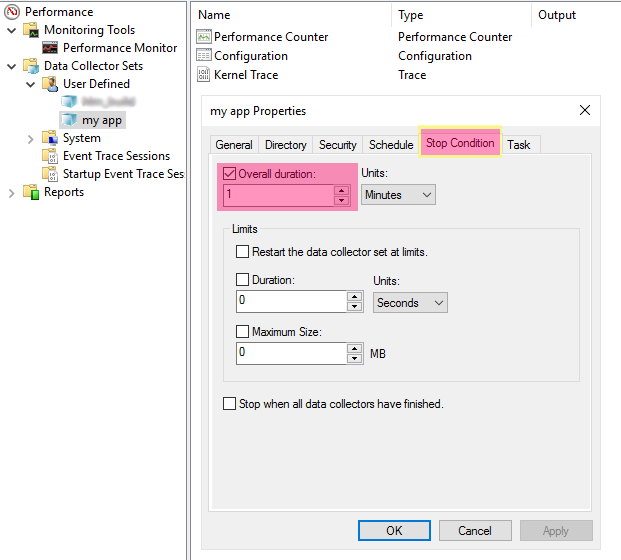 Performance
Monitoring Tools
Performance Monitor
Data Collector Sets
User Defined
my app
System
Event Trace Sessions
Startup Event Trace Ses
Reports
Name Type Output
Performance Counter Performance Counter
Configuration Configuration
Kernel Trace Trace
my app Properties
General Directory Security Schedule Stop Condition Task
Overall duration: Units:
1 Minutes
Limits
Restart the data collector set at limits.
Duration: Units:
0 Seconds
Maximum Size:
0 MB
Stop when all data collectors have finished.
OK Cancel Apply